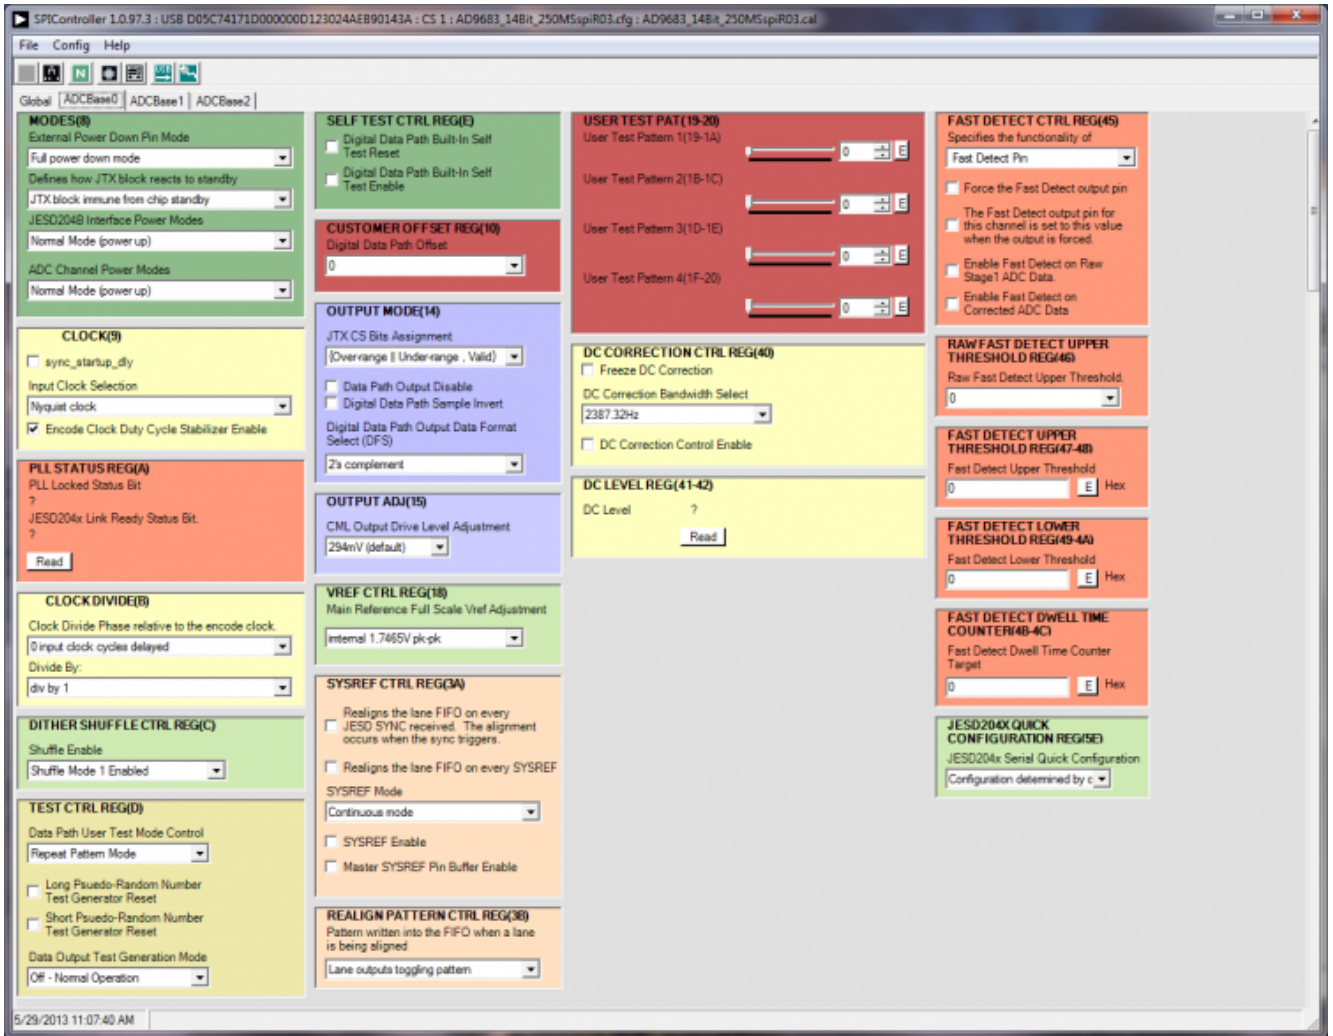 SPIController 1.0.97.3 : USB D05C74171D000000D123024AEB90143A : CS 1 : AD9683_14Bit_250MSspiR03.cfg : AD9683_14Bit_250MSspiR03.cal
File Config Help
Global ADCBase0 ADCBase1 ADCBase2
MODES(8)
External Power Down Pin Mode
Full power down mode
Defines how JTX block reacts to standby
JTX block immune from chip standby
JESD204B Interface Power Modes
Normal Mode (power up)
ADC Channel Power Modes
Normal Mode (power up)
CLOCK(9)
sync_startup_dly
Input Clock Selection
Nyquist clock
Encode Clock Duty Cycle Stabilizer Enable
PLL STATUS REG(A)
PLL Locked Status Bit
?
JESD204x Link Ready Status Bit.
?
Read
CLOCK DIVIDE(B)
Clock Divide Phase relative to the encode clock.
0 input clock cycles delayed
Divide By:
div by 1
DITHER SHUFFLE CTRL REG(C)
Shuffle Enable
Shuffle Mode 1 Enabled
TEST CTRL REG(D)
Data Path User Test Mode Control
Repeat Pattern Mode
Long Psuedo-Random Number
Test Generator Reset
Short Psuedo-Random Number
Test Generator Reset
Data Output Test Generation Mode
Off - Normal Operation
SELF TEST CTRL REG(E)
Digital Data Path Built-In Self
Test Reset
Digital Data Path Built-In Self
Test Enable
CUSTOMER OFFSET REG(10)
Digital Data Path Offset
0
OUTPUT MODE(14)
JTX CS Bits Assignment
{Over-range || Under-range , Valid}
Data Path Output Disable
Digital Data Path Sample Invert
Digital Data Path Output Data Format
Select (DFS)
2's complement
OUTPUT ADJ(15)
CML Output Drive Level Adjustment
294mV (default)
VREF CTRL REG(18)
Main Reference Full Scale Vref Adjustment
internal 1.7465V pk-pk
SYSREF CTRL REG(3A)
Realigns the lane FIFO on every
JESD SYNC received. The alignment
occurs when the sync triggers.
Realigns the lane FIFO on every SYSREF
SYSREF Mode
Continuous mode
SYSREF Enable
Master SYSREF Pin Buffer Enable
REALIGN PATTERN CTRL REG(3B)
Pattern written into the FIFO when a lane
is being aligned
Lane outputs toggling pattern
USER TEST PAT(19-20)
User Test Pattern 1(19-1A)
0 E
User Test Pattern 2(1B-1C)
0 E
User Test Pattern 3(1D-1E)
0 E
User Test Pattern 4(1F-20)
0 E
DC CORRECTION CTRL REG(40)
Freeze DC Correction
DC Correction Bandwidth Select
2387.32Hz
DC Correction Control Enable
DC LEVEL REG(41-42)
DC Level ?
Read
FAST DETECT CTRL REG(45)
Specifies the functionality of
Fast Detect Pin
Force the Fast Detect output pin
The Fast Detect output pin for
this channel is set to this value
when the output is forced.
Enable Fast Detect on Raw
Stage1 ADC Data.
Enable Fast Detect on
Corrected ADC Data
RAW FAST DETECT UPPER
THRESHOLD REG(46)
Raw Fast Detect Upper Threshold.
0
FAST DETECT UPPER
THRESHOLD REG(47-48)
Fast Detect Upper Threshold
0 E Hex
FAST DETECT LOWER
THRESHOLD REG(49-4A)
Fast Detect Lower Threshold
0 E Hex
FAST DETECT DWELL TIME
COUNTER(4B-4C)
Fast Detect Dwell Time Counter
Target
0 E Hex
JESD204X QUICK
CONFIGURATION REG(5E)
JESD204x Serial Quick Configuration
Configuration determined by c
5/29/2013 11:07:40 AM